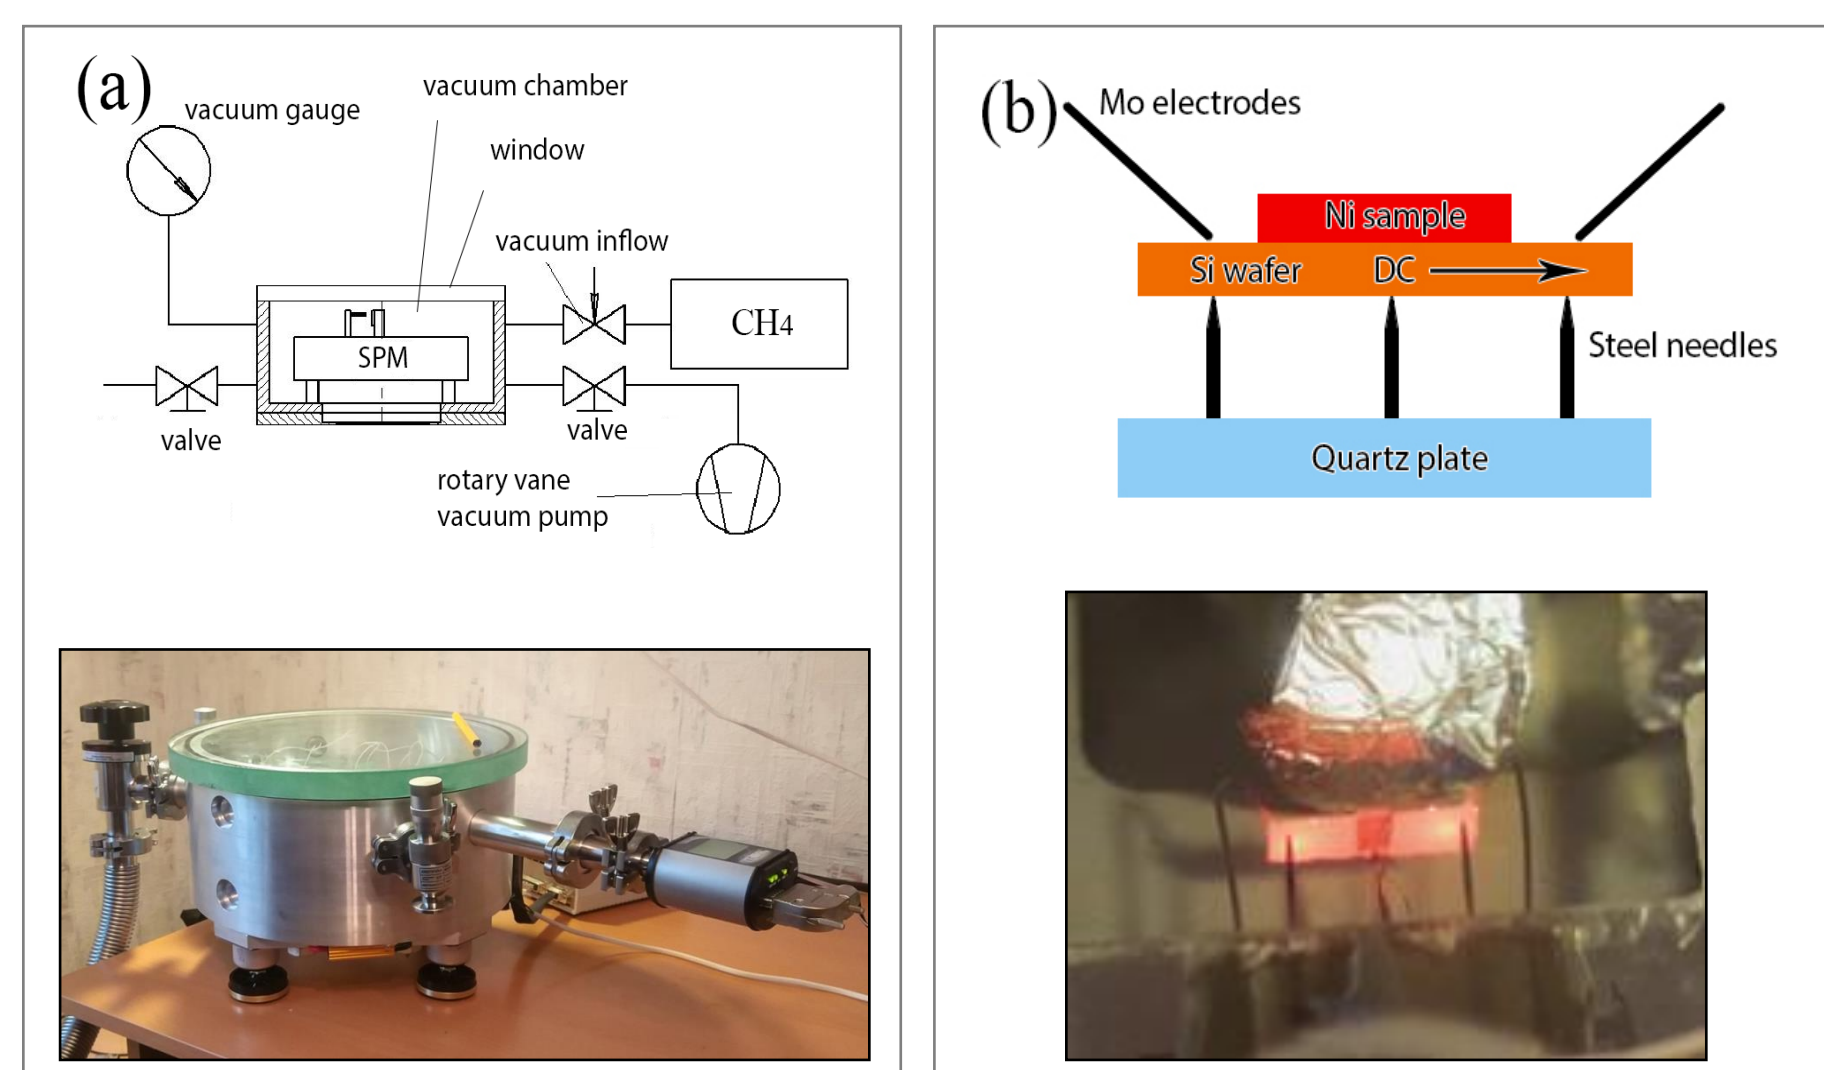 (a)
vacuum gauge
vacuum chamber
window
vacuum inflow
CH4
SPM
valve
valve
rotary vane
vacuum pump
(b)
Mo electrodes
Ni sample
Si wafer DC
Steel needles
Quartz plate